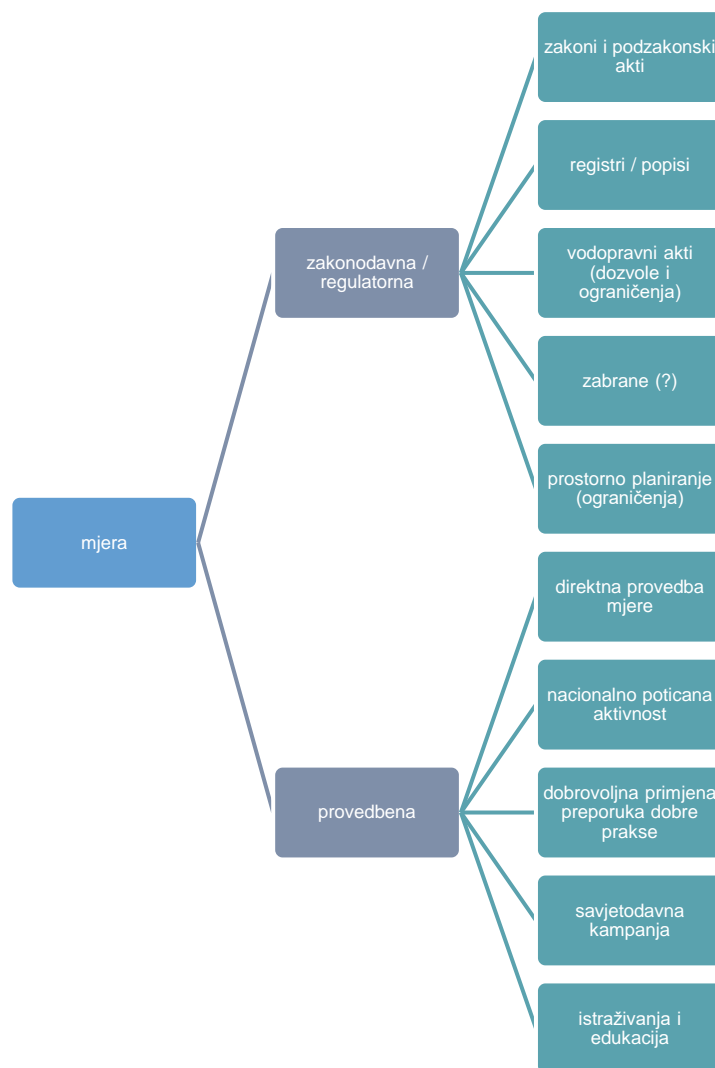 zakoni i podzakonski
akti
registri / popisi
zakonodavna /
regulatorna
vodopravni akti
(dozvole i
ograničenja)
zabrane (?)
prostorno planiranje
(ograničenja)
mjera
direktna provedba
mjere
nacionalno poticana
aktivnost
provedbena
dobrovoljna primjena
preporuka dobre
prakse
savjetodavna
kampanja
istraživanja i
edukacija